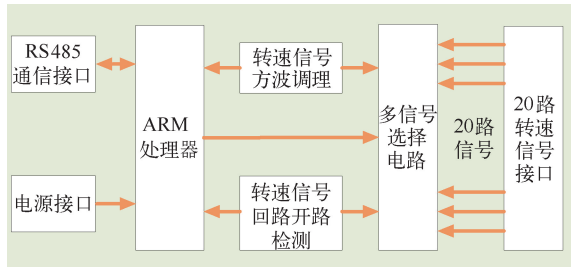 RS485
通信接口
电源接口
ARM
处理器
转速信号
方波调理
转速信号
回路开路
检测
多信号
选择
电路
20路
信号
20路
转速
信号
接口